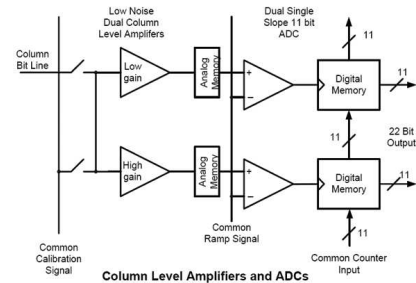 Low Noise
Dual Column
Level Amplifers
Dual Single
Slope 11 bit
ADC
Column
Bit Line
Low
gain
Analog
Memory
+
−
Digital
Memory
11
11
11
22 Bit
Output
High
gain
Analog
Memory
+
−
Digital
Memory
11
11
Common
Calibration
Signal
Common
Ramp Signal
Common Counter
Input
Column Level Amplifiers and ADCs